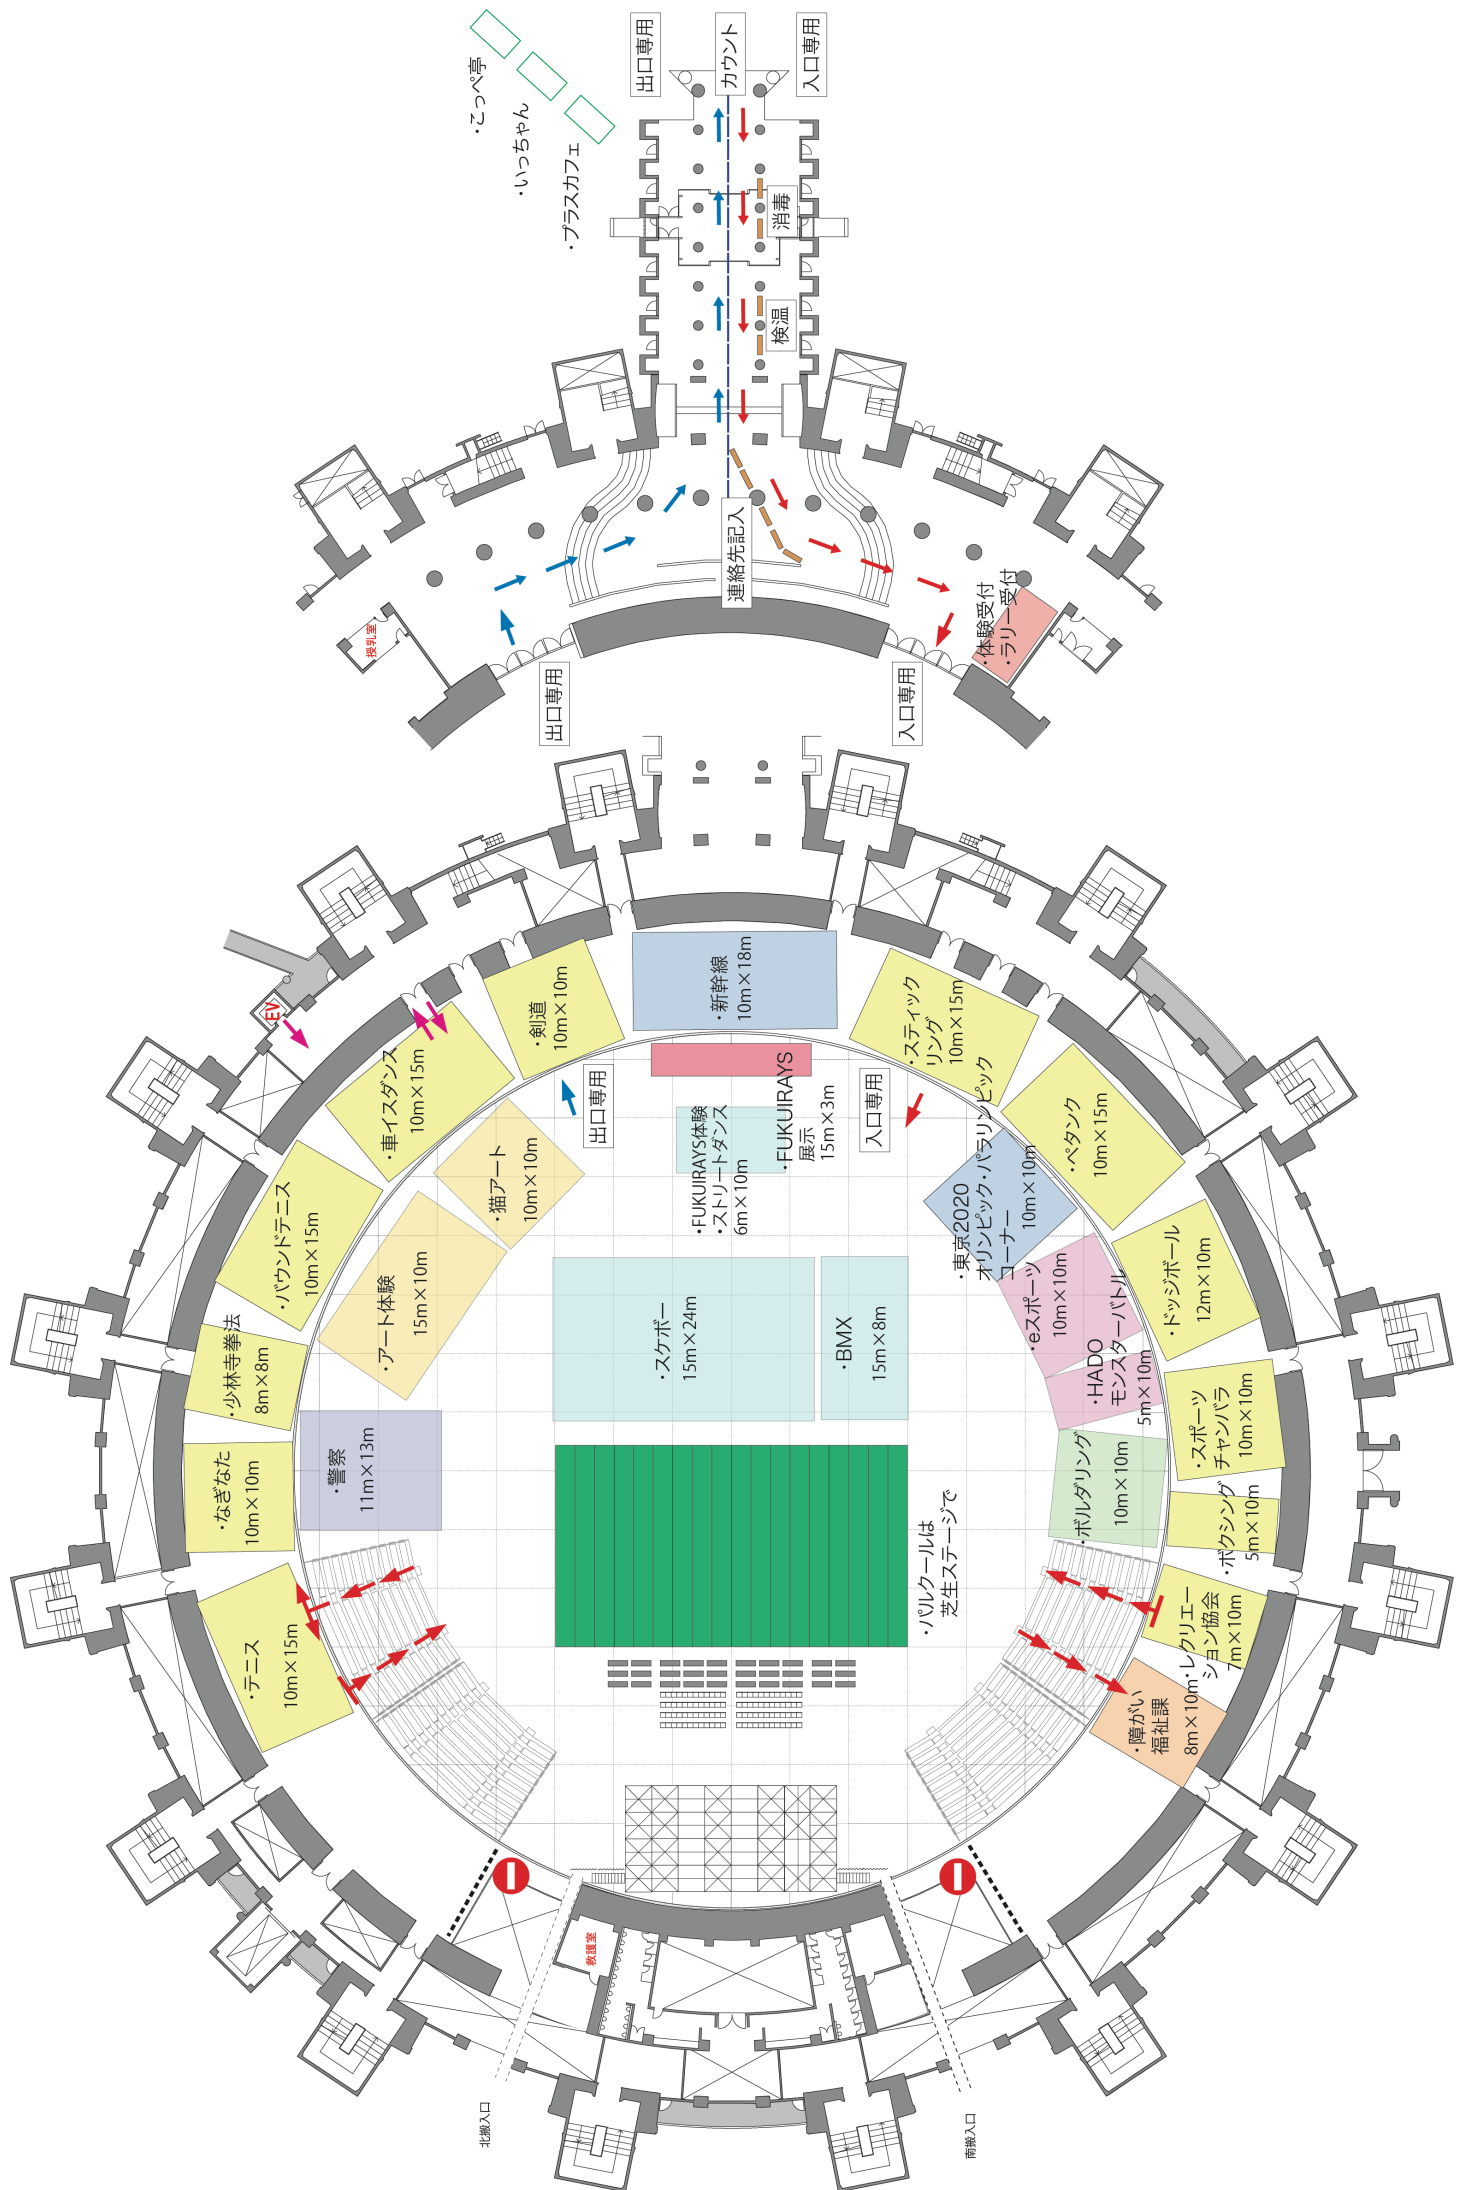 ・こっぺ亭
・いっちゃん
・プラスカフェ
出口専用
カウント
入口専用
消毒
検温
連絡先記入
授乳室
・体験受付
・ラリー受付
出口専用
入口専用
EV
・新幹線
10m×18m
・剣道
10m×10m
・車イスダンス
10m×15m
・バウンドテニス
10m×15m
・少林寺拳法
8m×8m
・なぎなた
10m×10m
・テニス
10m×15m
・猫アート
10m×10m
・アート体験
15m×10m
・警察
11m×13m
出口専用
入口専用
・FUKUIRAYS
展示
15m×3m
・FUKUIRAYS体験
・ストリートダンス
6m×10m
・スケボー
15m×24m
・BMX
15m×8m
・パルクールは
芝生ステージで
・スティック
リング
10m×15m
・ペタンク
10m×15m
・東京2020
オリンピック・パラリンピック
コーナー
10m×10m
・eスポーツ
10m×10m
・HADO
モンスターバトル
5m×10m
・ドッジボール
12m×10m
・スポーツ
チャンバラ
10m×10m
・ボルダリング
10m×10m
・ボクシング
5m×10m
・レクリエー
ション協会
7m×10m
・障がい
福祉課
8m×10m
救護室
北搬入口
南搬入口